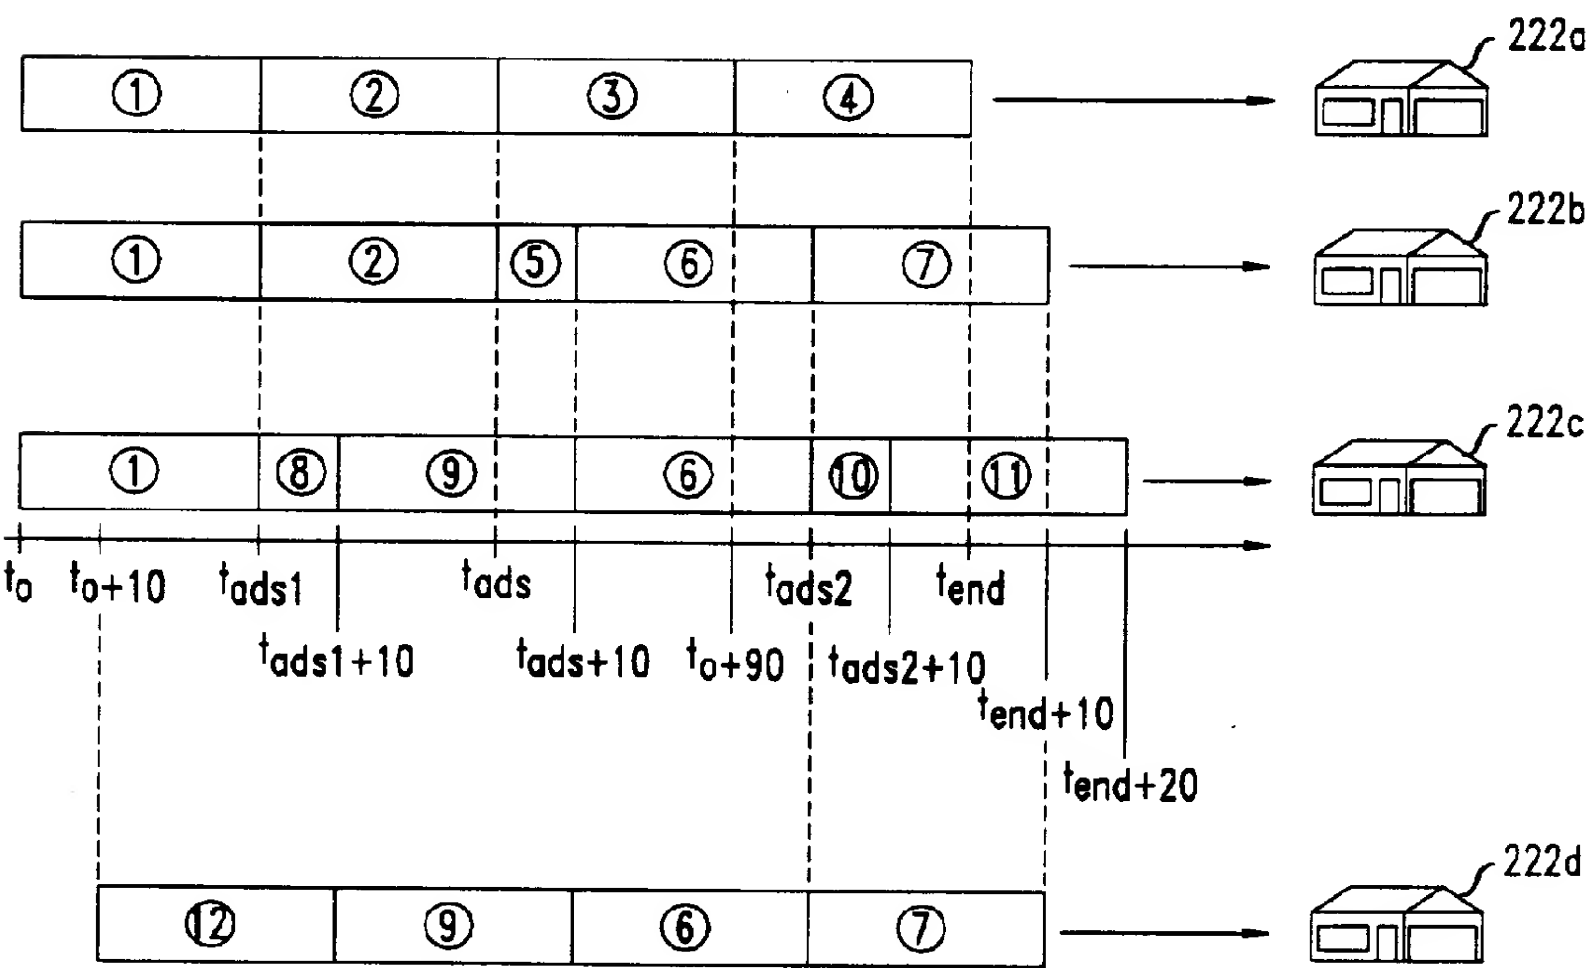 222a
① ② ③ ④
222b
① ② ⑤ ⑥ ⑦
222c
① ⑧ ⑨ ⑥ ⑩ ⑪
to to+10 tads1 tads tads2 tend
tads1+10 tads+10 to+90 tads2+10
tend+10
tend+20
222d
⑫ ⑨ ⑥ ⑦